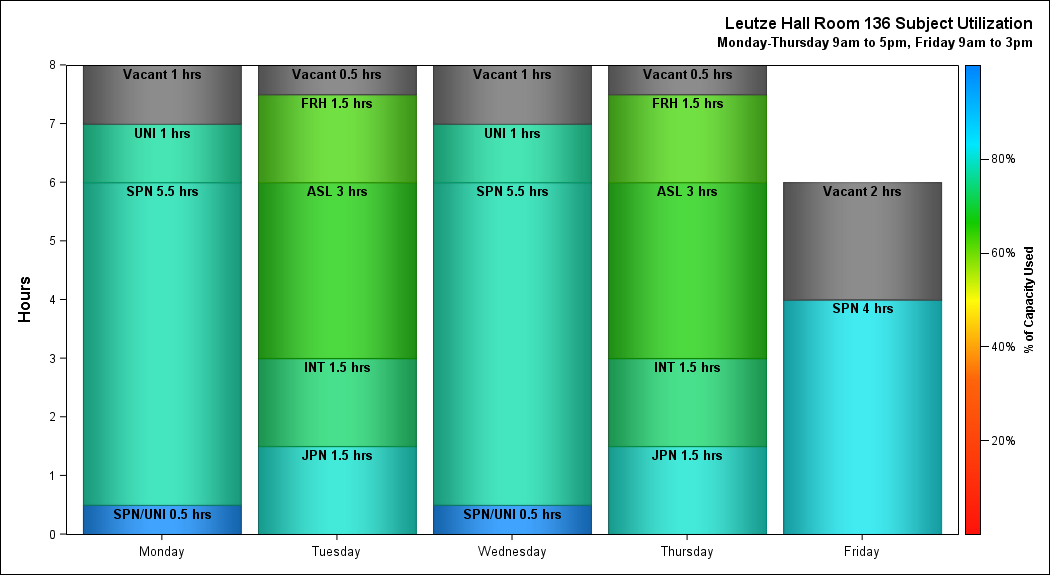 Leutze Hall Room 136 Subject Utilization
Monday-Thursday 9am to 5pm, Friday 9am to 3pm
Hours
8
7
6
5
4
3
2
1
0
Vacant 1 hrs
UNI 1 hrs
SPN 5.5 hrs
SPN/UNI 0.5 hrs
Vacant 0.5 hrs
FRH 1.5 hrs
ASL 3 hrs
INT 1.5 hrs
JPN 1.5 hrs
Vacant 1 hrs
UNI 1 hrs
SPN 5.5 hrs
SPN/UNI 0.5 hrs
Vacant 0.5 hrs
FRH 1.5 hrs
ASL 3 hrs
INT 1.5 hrs
JPN 1.5 hrs
Vacant 2 hrs
SPN 4 hrs
Monday
Tuesday
Wednesday
Thursday
Friday
80%
60%
40%
20%
% of Capacity Used